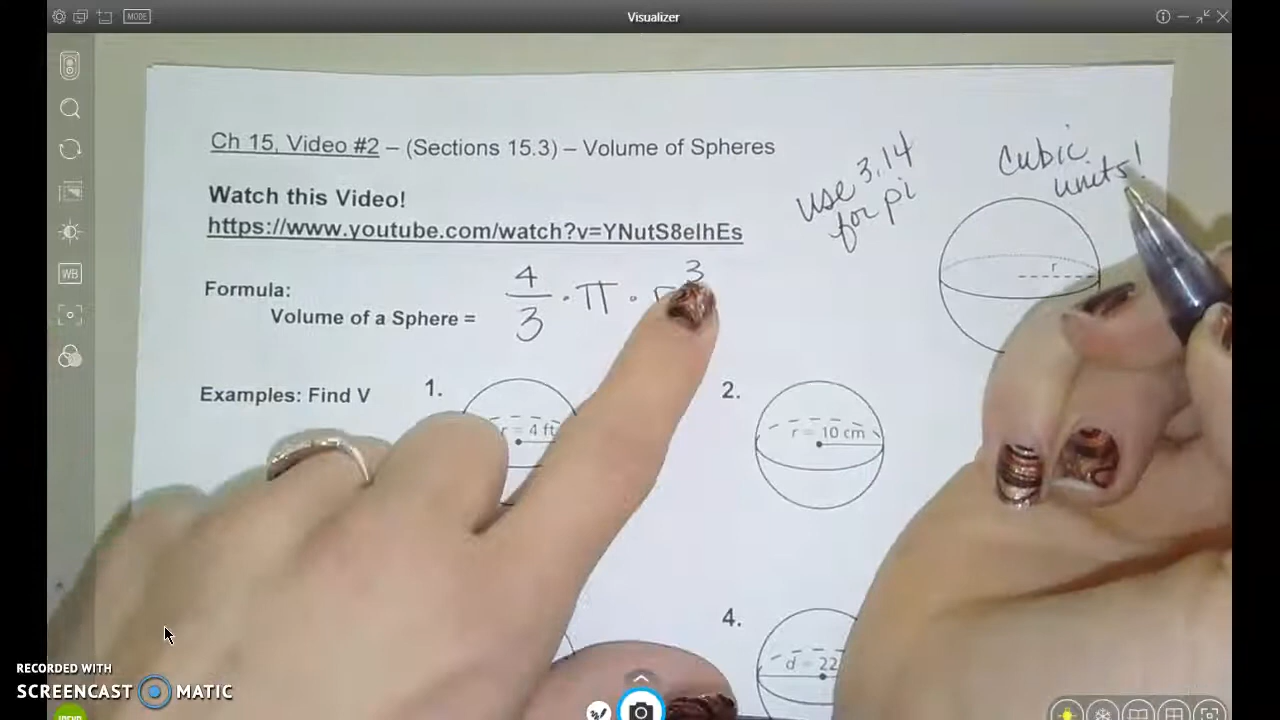 MODE
Visualizer
Ch 15, Video #2 – (Sections 15.3) – Volume of Spheres
use 3.14
for pi
cubic
units!
Watch this Video!
https://www.youtube.com/watch?v=YNutS8elhEs
WB
Formula:
Volume of a Sphere = 4/3 · π · r³
r
Examples: Find V
1.
r = 4 ft
2.
r = 10 cm
4.
d = 22
RECORDED WITH
SCREENCAST MATIC